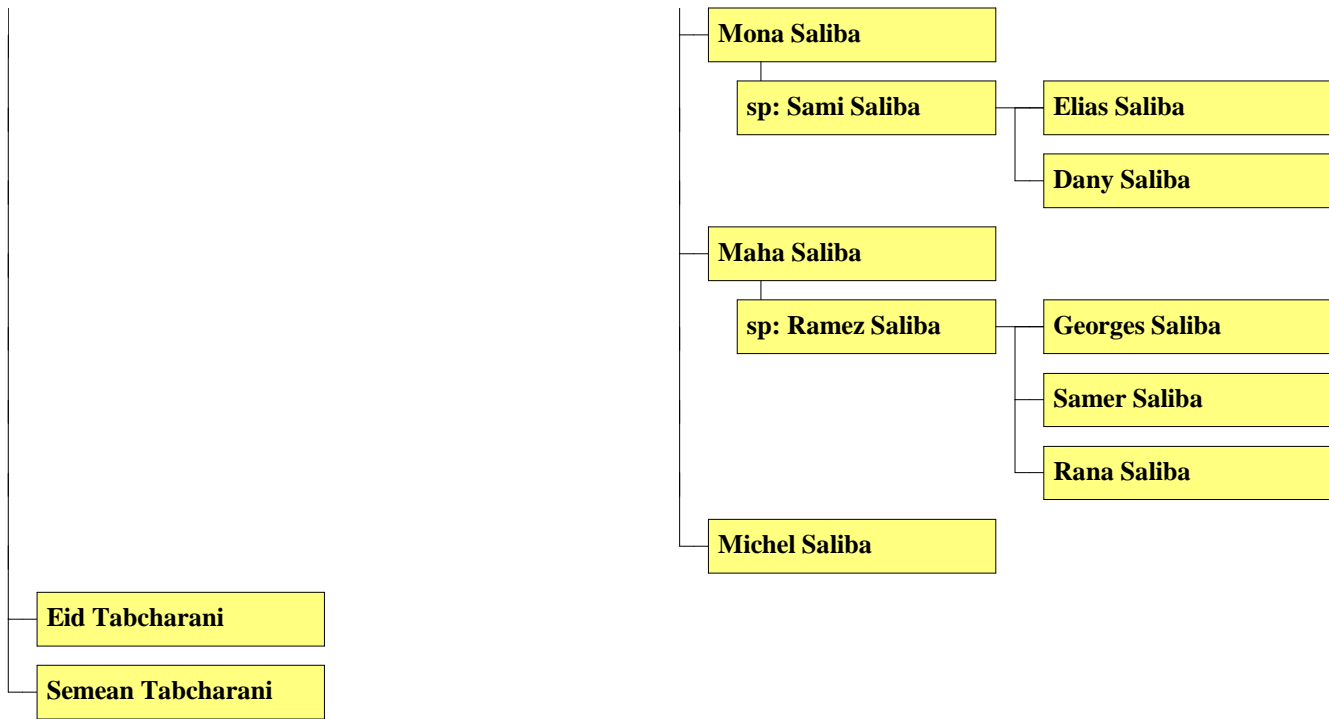 Mona Saliba
sp: Sami Saliba
Elias Saliba
Dany Saliba
Maha Saliba
sp: Ramez Saliba
Georges Saliba
Samer Saliba
Rana Saliba
Michel Saliba
Eid Tabcharani
Semean Tabcharani